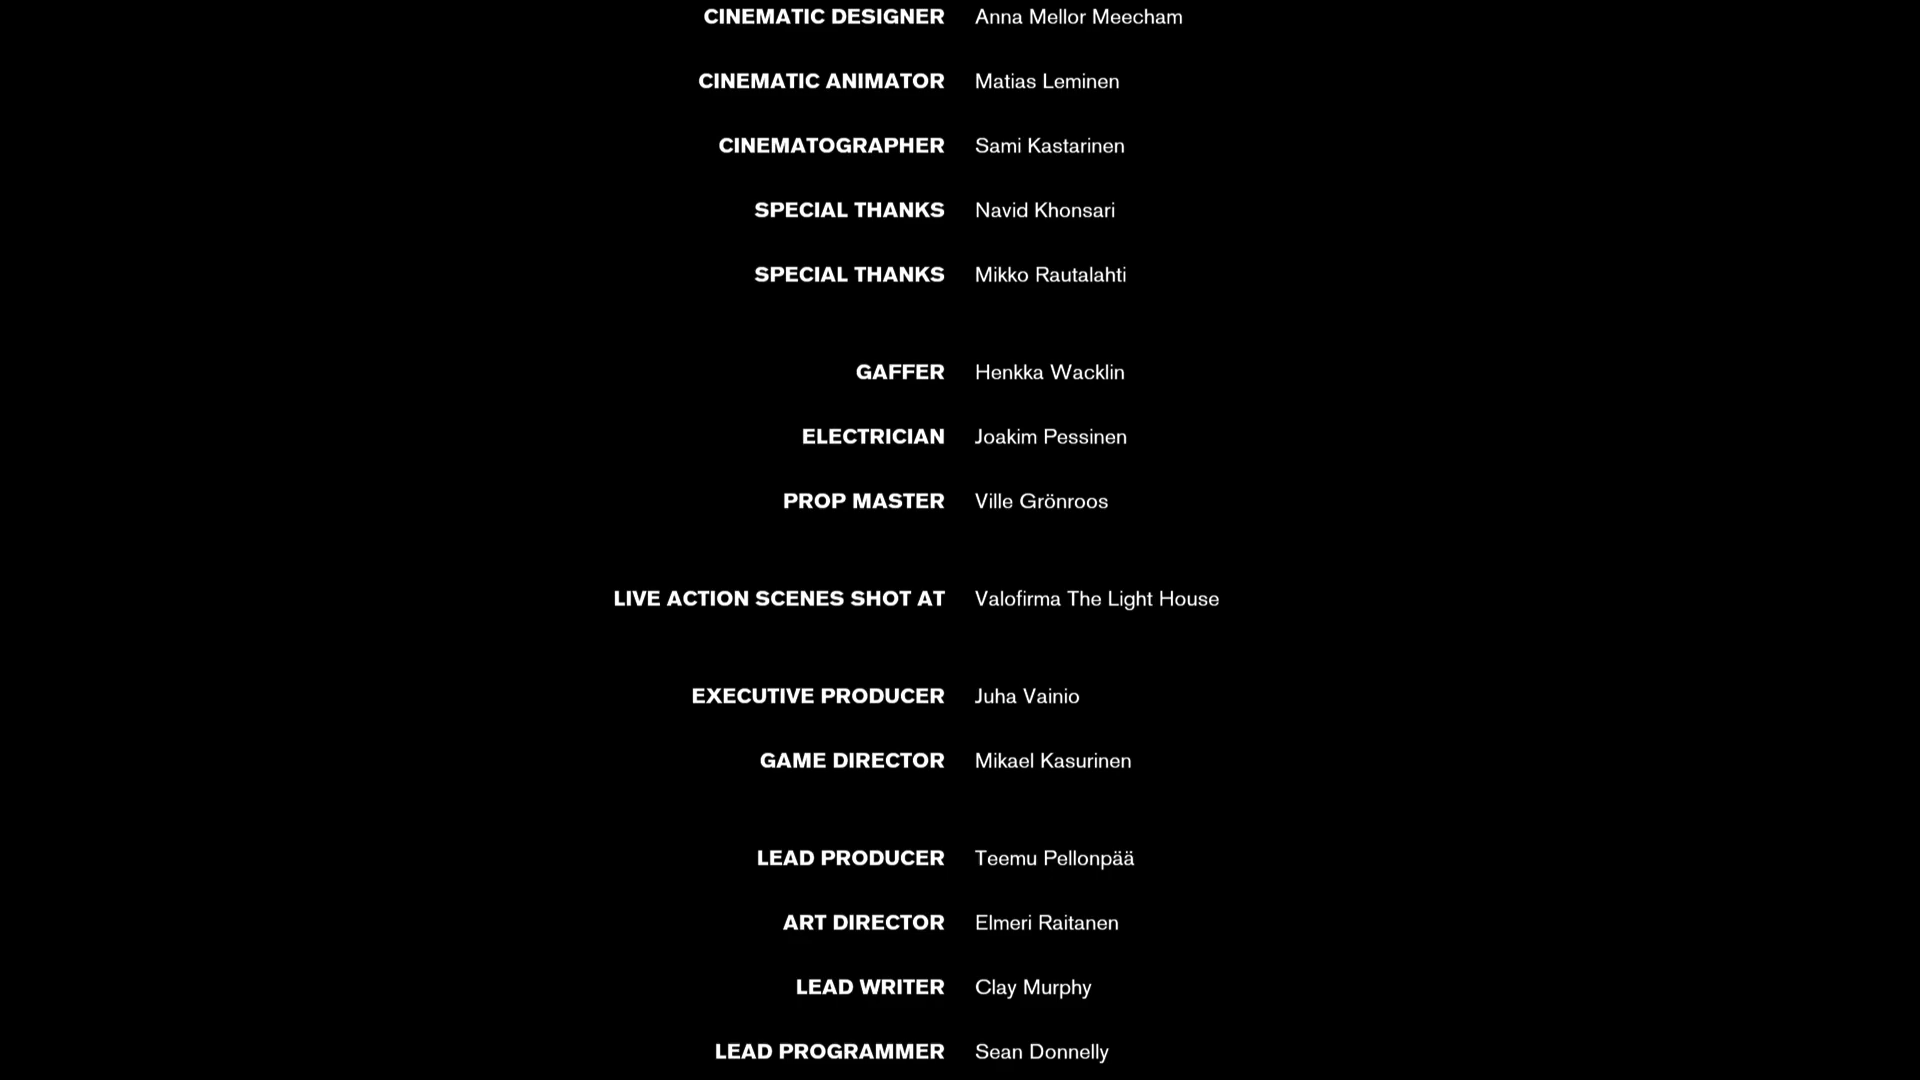 CINEMATIC DESIGNER Anna Mellor Meecham
CINEMATIC ANIMATOR Matias Leminen
CINEMATOGRAPHER Sami Kastarinen
SPECIAL THANKS Navid Khonsari
SPECIAL THANKS Mikko Rautalahti
GAFFER Henkka Wacklin
ELECTRICIAN Joakim Pessinen
PROP MASTER Ville Grönroos
LIVE ACTION SCENES SHOT AT Valofirma The Light House
EXECUTIVE PRODUCER Juha Vainio
GAME DIRECTOR Mikael Kasurinen
LEAD PRODUCER Teemu Pellonpää
ART DIRECTOR Elmeri Raitanen
LEAD WRITER Clay Murphy
LEAD PROGRAMMER Sean Donnelly